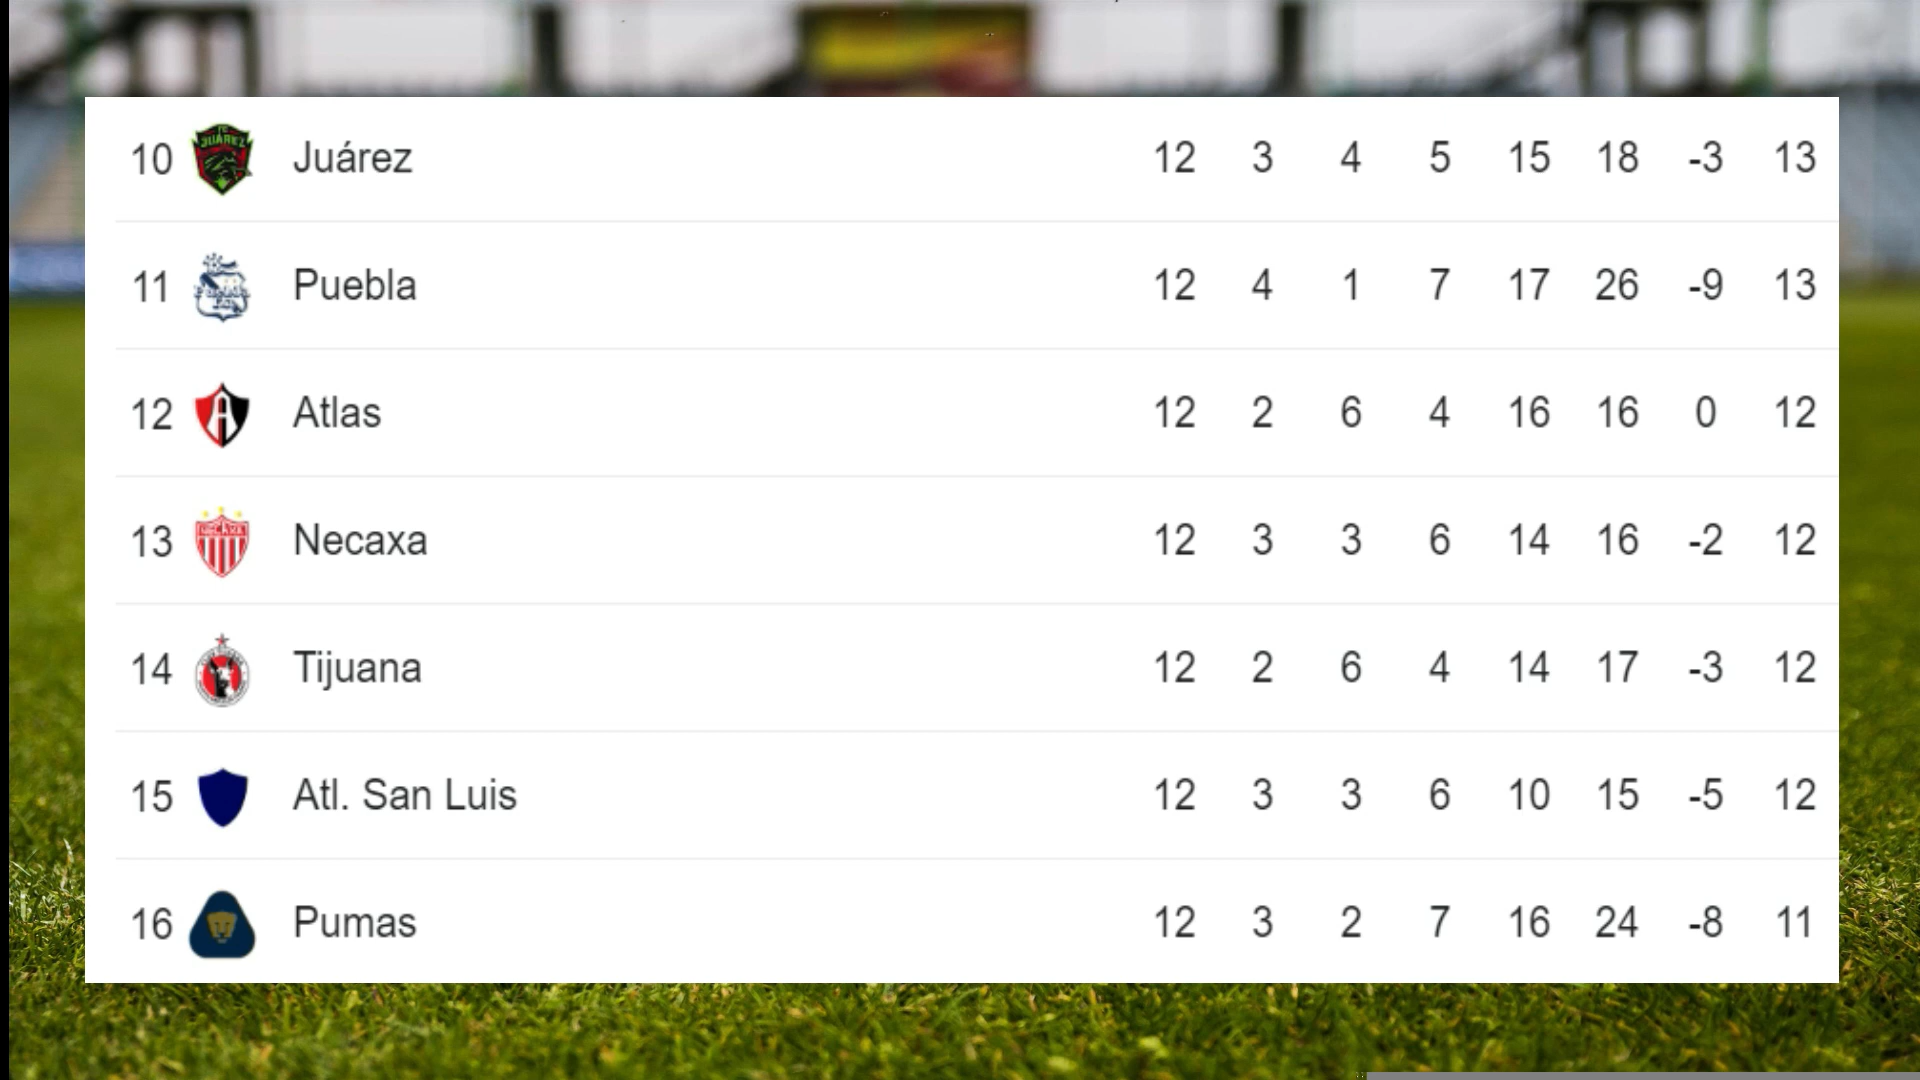 10 JUÁREZ Juárez 12 3 4 5 15 18 -3 13
11 Puebla 12 4 1 7 17 26 -9 13
12 Atlas 12 2 6 4 16 16 0 12
13 Necaxa 12 3 3 6 14 16 -2 12
14 Tijuana 12 2 6 4 14 17 -3 12
15 Atl. San Luis 12 3 3 6 10 15 -5 12
16 Pumas 12 3 2 7 16 24 -8 11